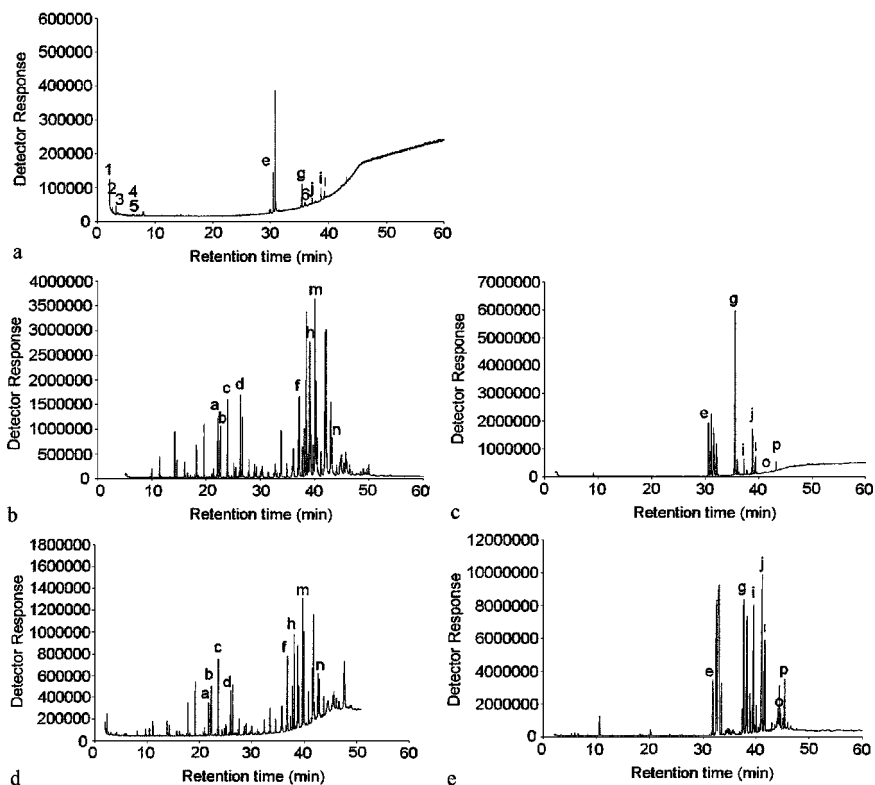 600000
500000
400000
300000
200000
100000
0
Detector Response
1
2
3
4
5
e
g
6
j
i
l
0 10 20 30 40 50 60
Retention time (min)
a
4000000
3500000
3000000
2500000
2000000
1500000
1000000
500000
0
Detector Response
a
b
c
d
f
h
m
n
0 10 20 30 40 50 60
Retention time (min)
b
7000000
6000000
5000000
4000000
3000000
2000000
1000000
0
Detector Response
e
g
i
j
l
o
p
0 10 20 30 40 50 60
Retention time (min)
c
1800000
1600000
1400000
1200000
1000000
800000
600000
400000
200000
0
Detector Response
a
b
c
d
f
h
m
n
0 10 20 30 40 50 60
Retention time (min)
d
12000000
10000000
8000000
6000000
4000000
2000000
0
Detector Response
e
g
i
j
o
p
0 10 20 30 40 50 60
Retention time (min)
e